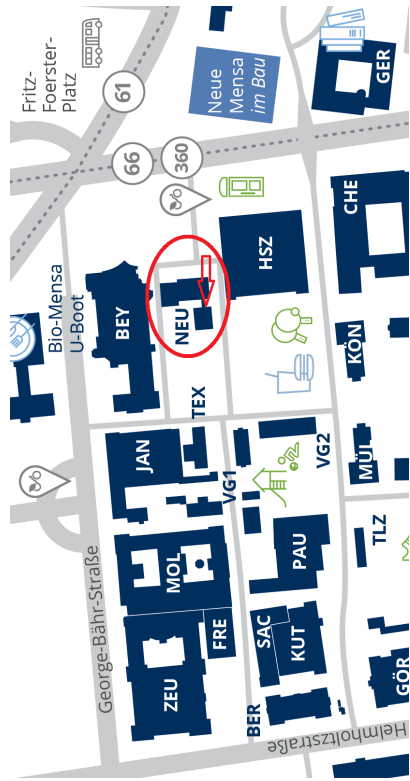 Fritz-
Foerster-
Platz
61
Neue
Mensa
im Bau
GER
66
360
CHE
HSZ
Bio-Mensa
U-Boot
BEY
NEU
KÖN
TEX
JAN
VG1
VG2
MÜL
TLZ
MOL
PAU
George-Bähr-Straße
FRE
SAC
KUT
ZEU
BER
GÖR
Helmholtzstraße